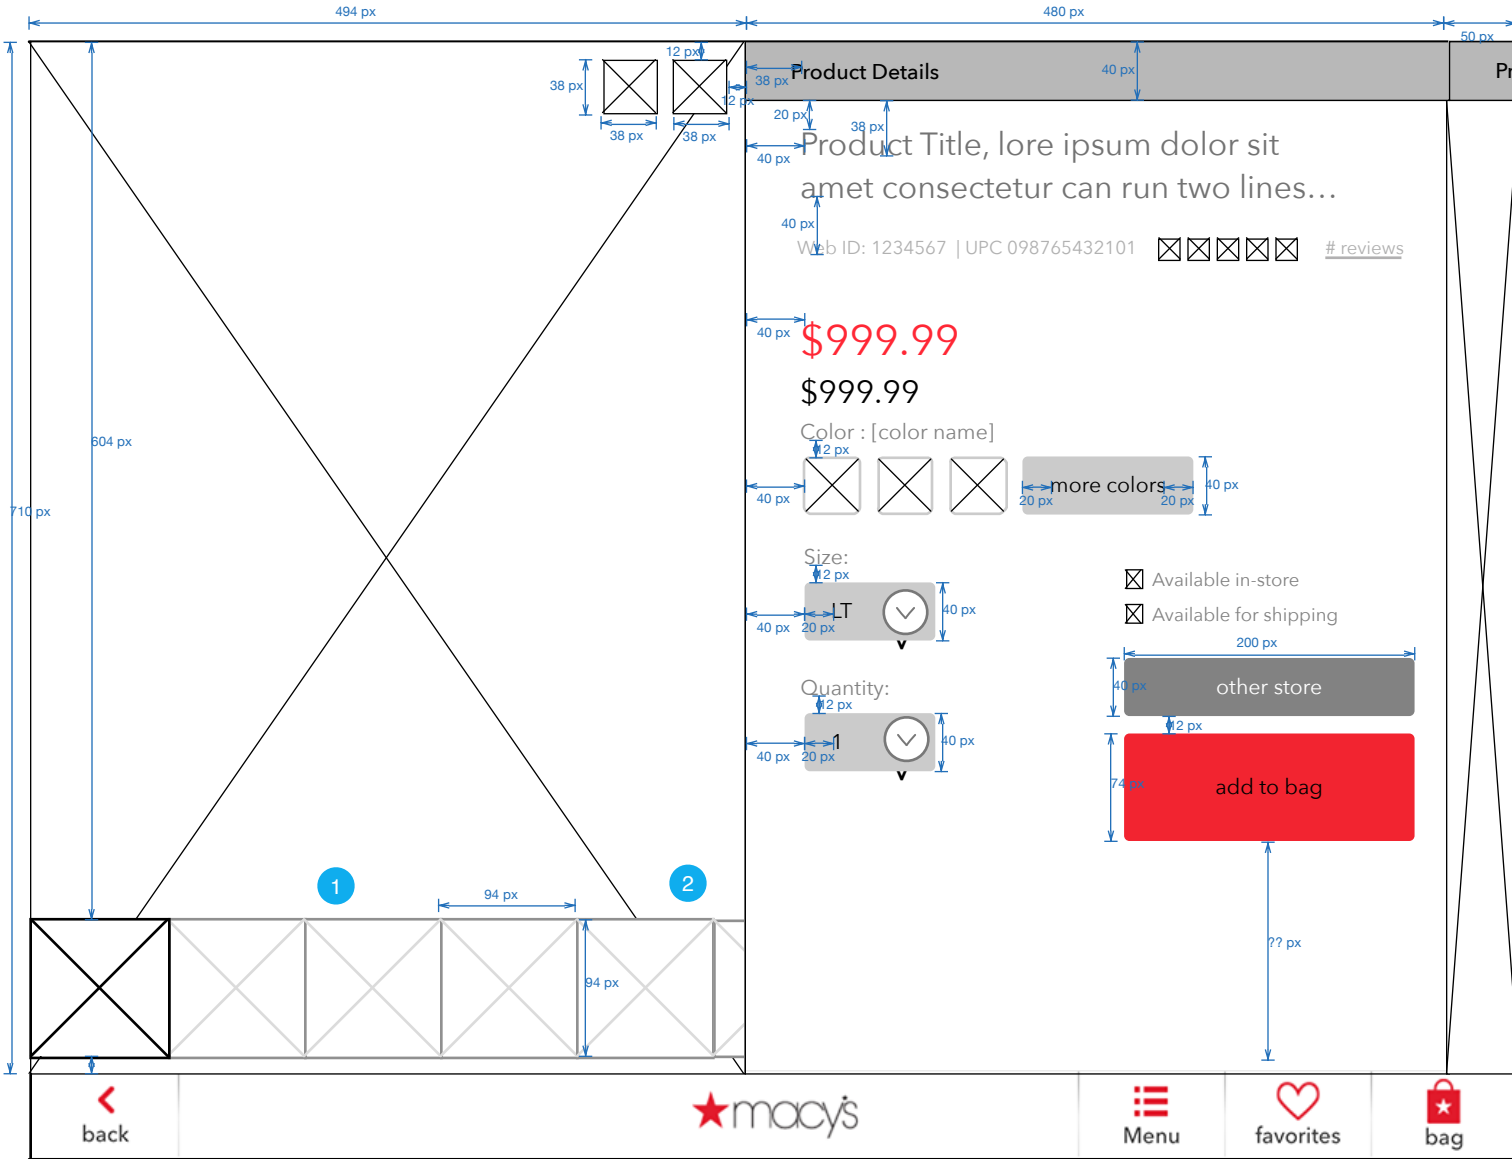 494 px
480 px
50 px
12 px
38 px
38 px
38 px
12 px
38 px
Product Details
40 px
Pr
20 px
38 px
40 px
Product Title, lore ipsum dolor sit
amet consectetur can run two lines...
40 px
Web ID: 1234567 | UPC 098765432101
# reviews
40 px
$999.99
$999.99
Color : [color name]
12 px
40 px
more colors
20 px
20 px
40 px
604 px
710 px
Size:
12 px
LT
40 px
40 px
20 px
Available in-store
Available for shipping
200 px
40 px
other store
12 px
Quantity:
12 px
1
40 px
40 px
20 px
74 px
add to bag
?? px
1
2
94 px
94 px
back
macy's
Menu
favorites
bag